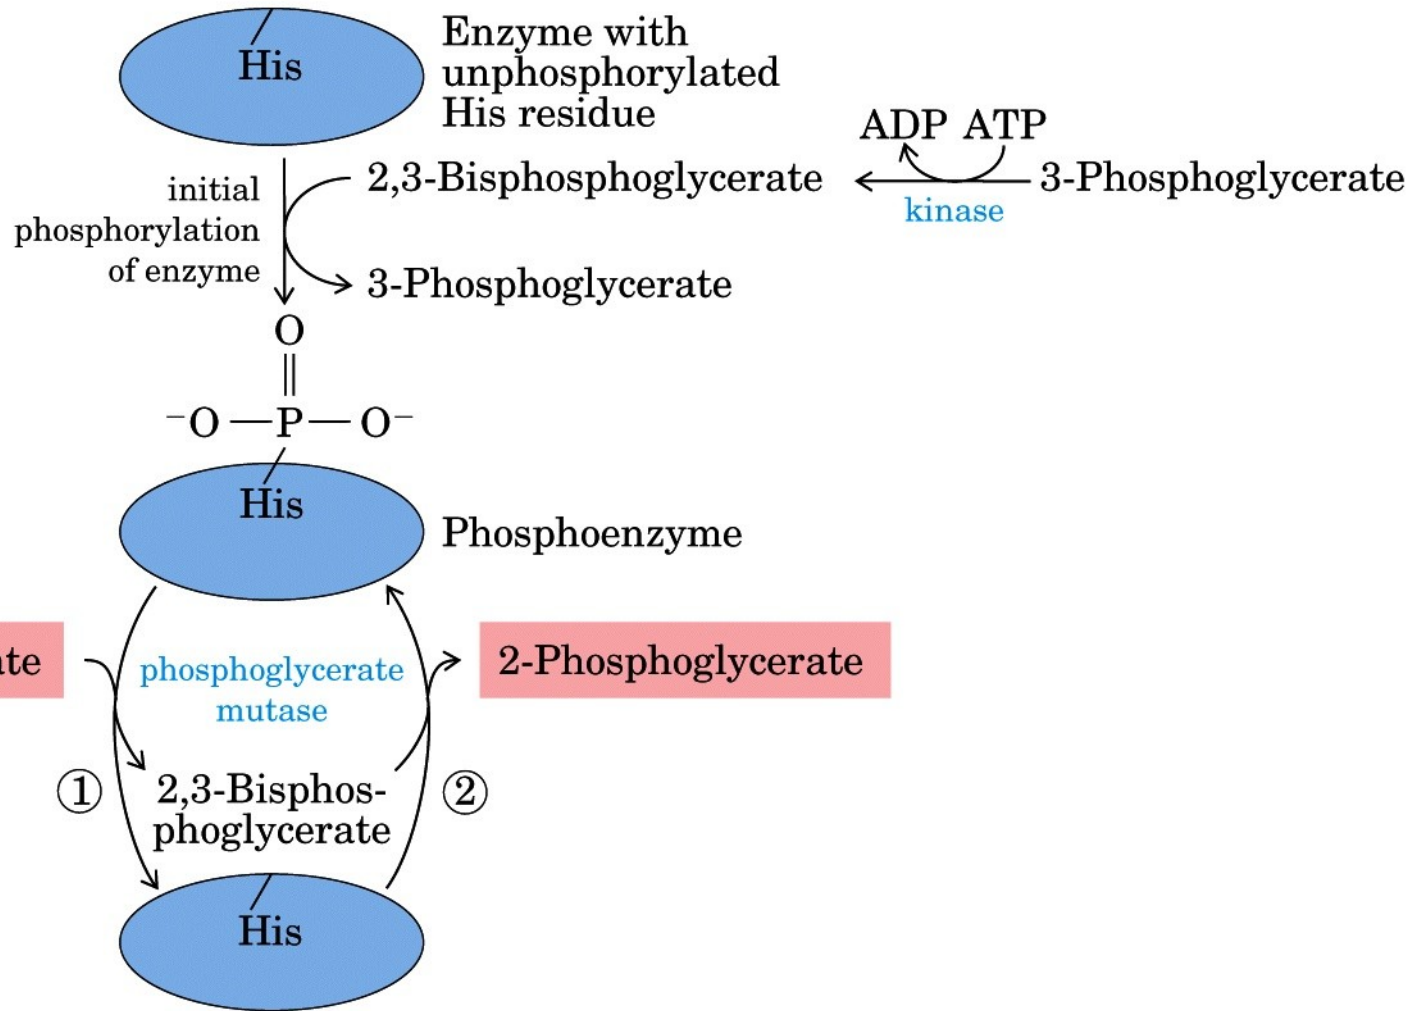 His
Enzyme with
unphosphorylated
His residue
ADP ATP
initial
phosphorylation
of enzyme
2,3-Bisphosphoglycerate
3-Phosphoglycerate
kinase
3-Phosphoglycerate
O
⁻O — P — O⁻
His
Phosphoenzyme
ate
phosphoglycerate
mutase
2-Phosphoglycerate
①
2,3-Bisphos-
phoglycerate
②
His